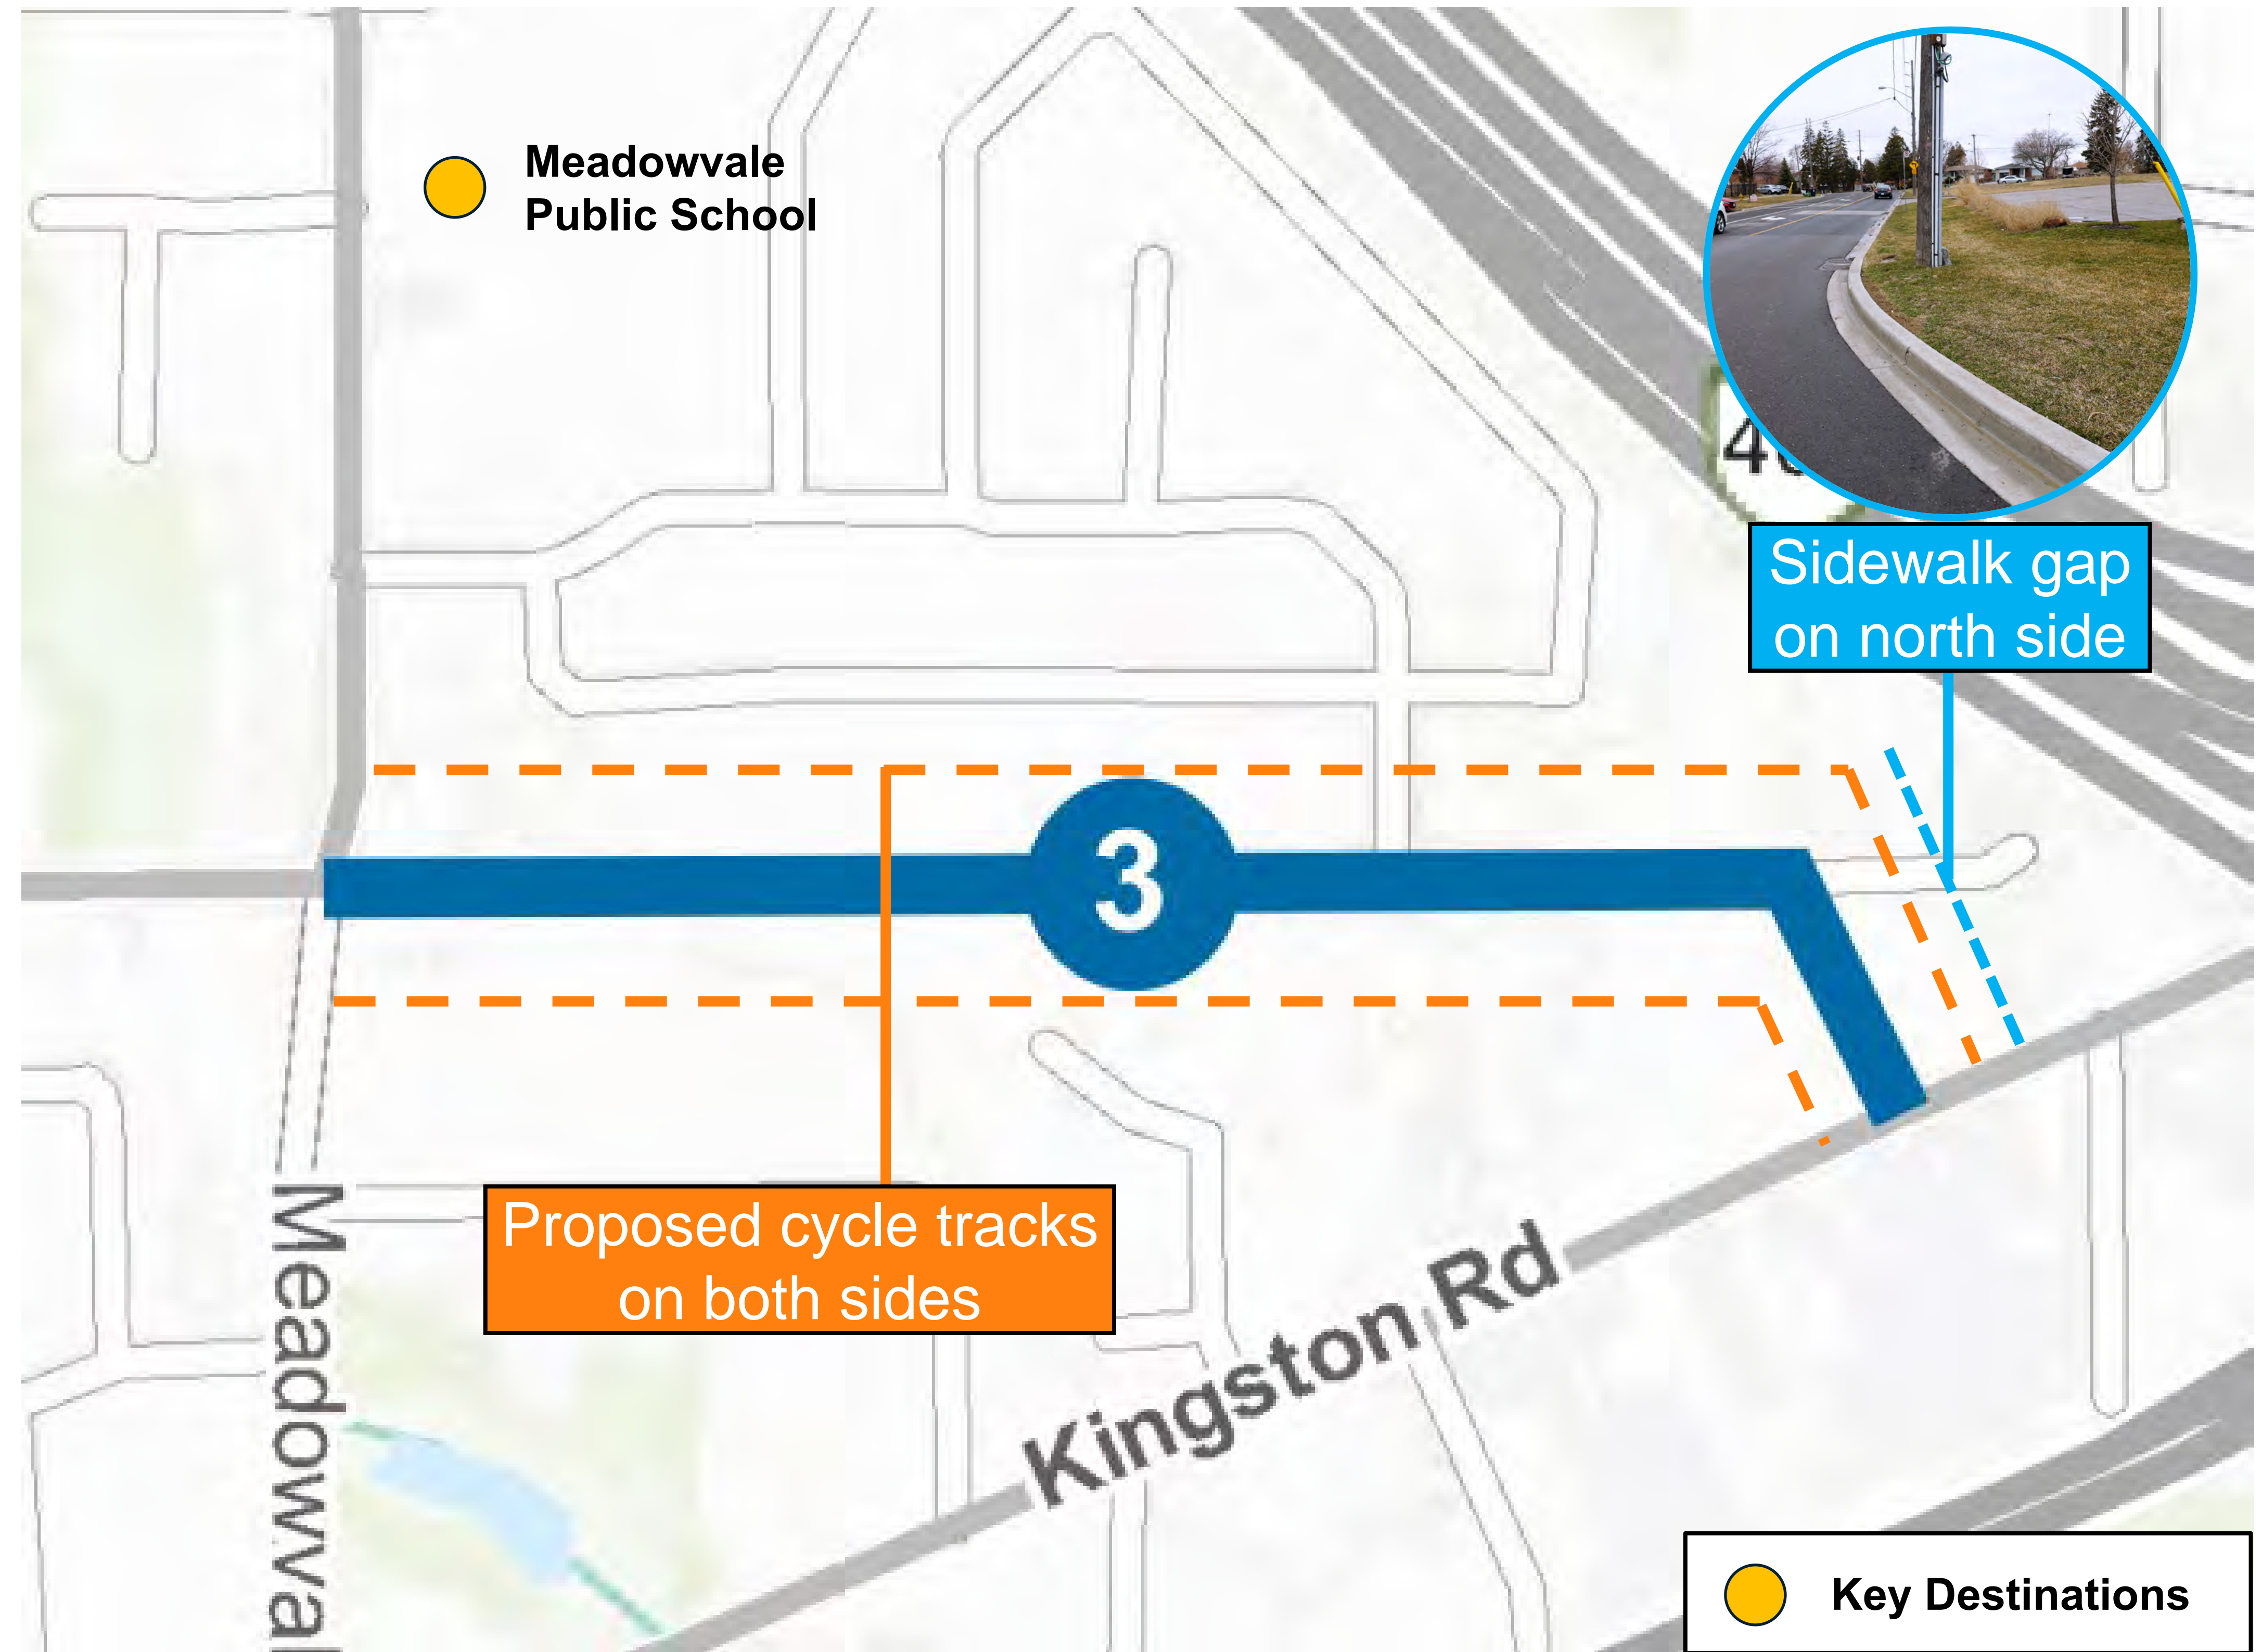 Meadowvale
Public School
Sidewalk gap
on north side
3
Proposed cycle tracks
on both sides
Kingston Rd
Key Destinations